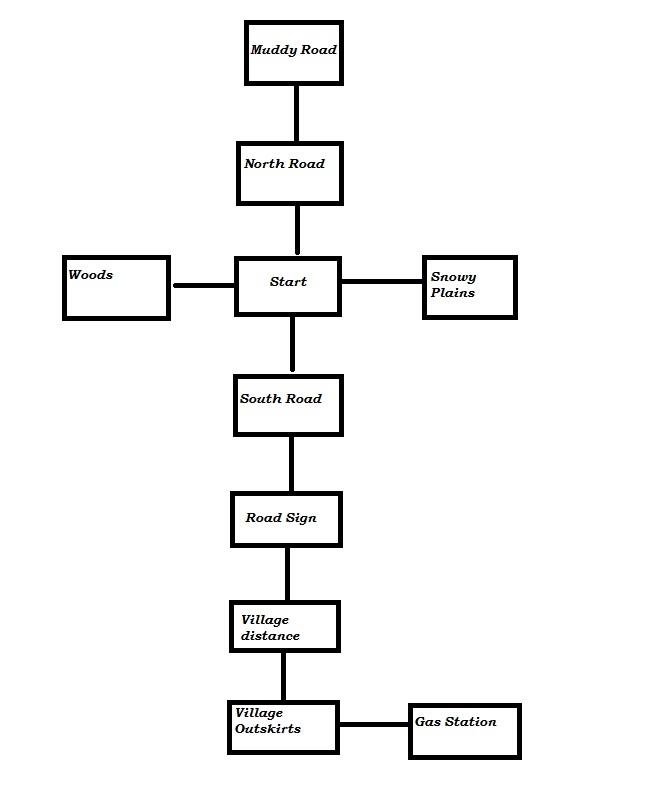 Muddy Road
North Road
Woods
Start
Snowy
Plains
South Road
Road Sign
Village
distance
Village
Outskirts
Gas Station